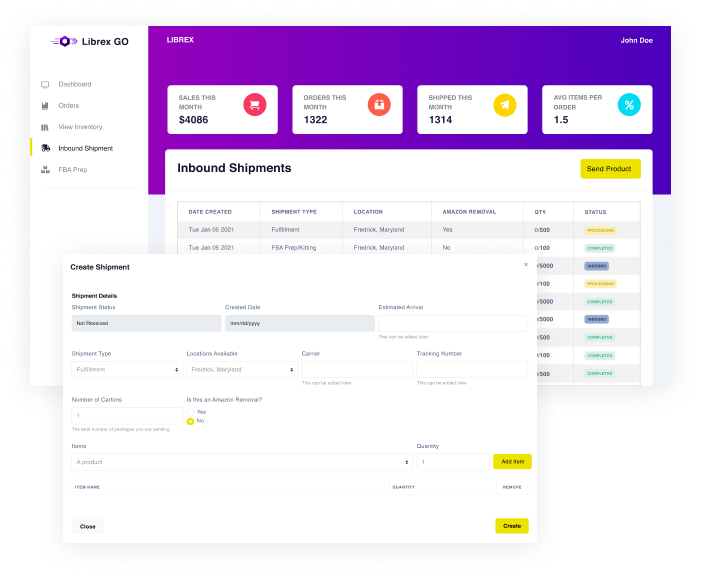 Librex GO
LIBREX
John Doe
Dashboard
Orders
View Inventory
Inbound Shipment
FBA Prep
SALES THIS
MONTH
$4086
ORDERS THIS
MONTH
1322
SHIPPED THIS
MONTH
1314
AVG ITEMS PER
ORDER
1.5
%
Inbound Shipments
Send Product
DATE CREATED SHIPMENT TYPE LOCATION AMAZON REMOVAL QTY STATUS
Tue Jan 05 2021 Fulfillment Fredrick, Maryland Yes 0/500 PROCESSING
Tue Jan 05 2021 FBA Prep/Kitting Fredrick, Maryland No 0/100 COMPLETED
0/5000 INBOUND
0/100 PROCESSING
0/5000 COMPLETED
0/5000 INBOUND
0/500 COMPLETED
0/100 COMPLETED
0/500 COMPLETED
Create Shipment
×
Shipment Details
Shipment Status Created Date Estimated Arrival
Not Received mm/dd/yyyy
This can be added later
Shipment Type Locations Available Carrier Tracking Number
Fulfillment Fredrick, Maryland
This can be added later This can be added later
Number of Cartons Is this an Amazon Removal?
1
Yes
No
The total number of packages you are sending
Items Quantity
A product 1 Add Item
ITEM NAME QUANTITY REMOVE
Close Create